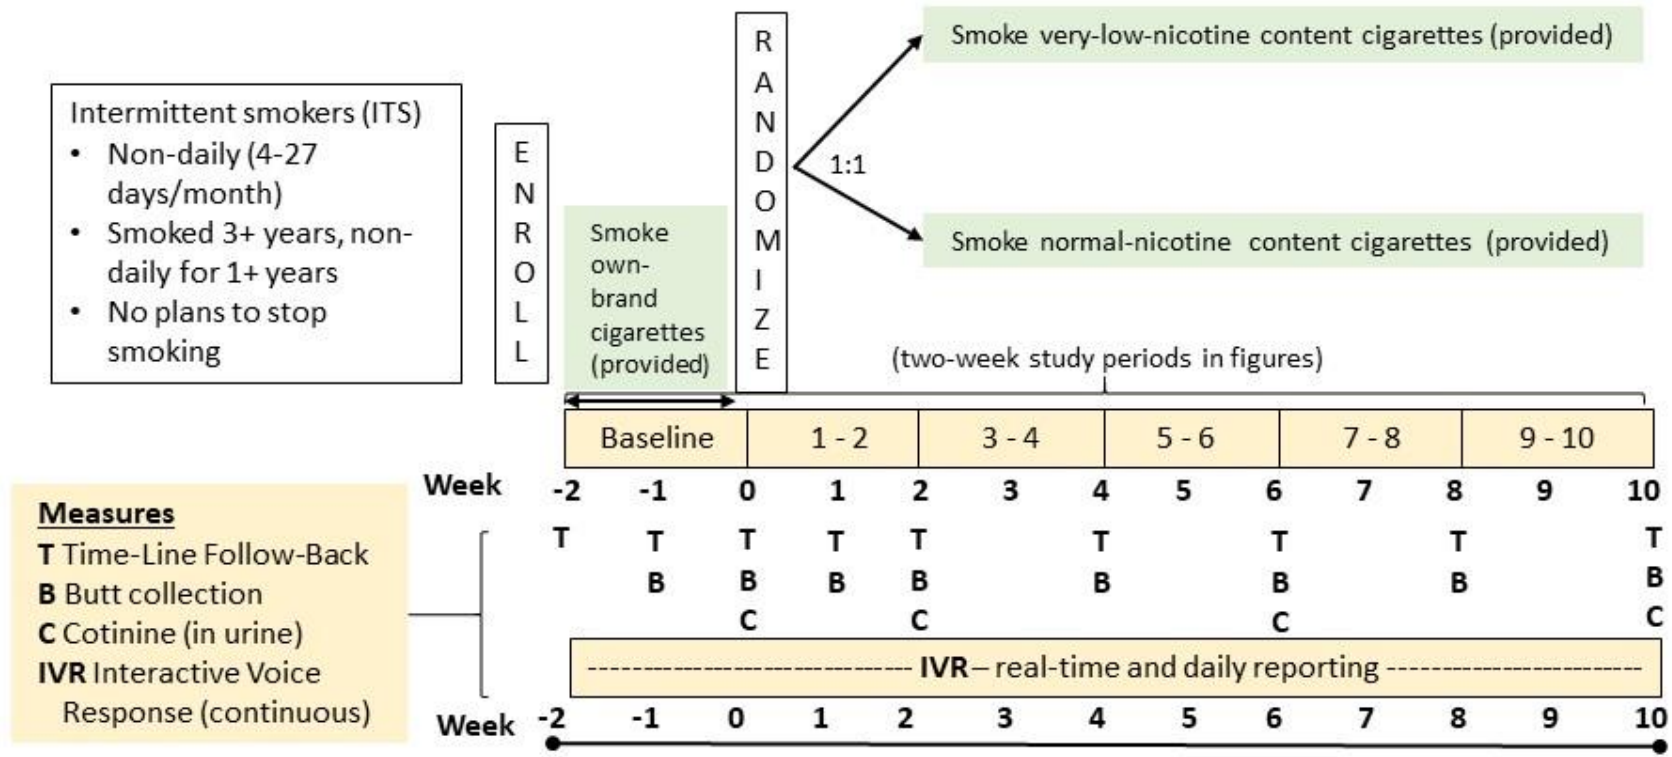 Intermittent smokers (ITS)
• Non-daily (4-27
days/month)
• Smoked 3+ years, non-
daily for 1+ years
• No plans to stop
smoking
E
N
R
O
L
L
Smoke
own-
brand
cigarettes
(provided)
R
A
N
D
O
M
I
Z
E
1:1
Smoke very-low-nicotine content cigarettes (provided)
Smoke normal-nicotine content cigarettes (provided)
(two-week study periods in figures)
Baseline 1 - 2 3 - 4 5 - 6 7 - 8 9 - 10
Week -2 -1 0 1 2 3 4 5 6 7 8 9 10
Measures
T Time-Line Follow-Back
B Butt collection
C Cotinine (in urine)
IVR Interactive Voice
Response (continuous)
T T T T T T T T T
B B B B B B B B
C C C C
IVR – real-time and daily reporting
Week -2 -1 0 1 2 3 4 5 6 7 8 9 10